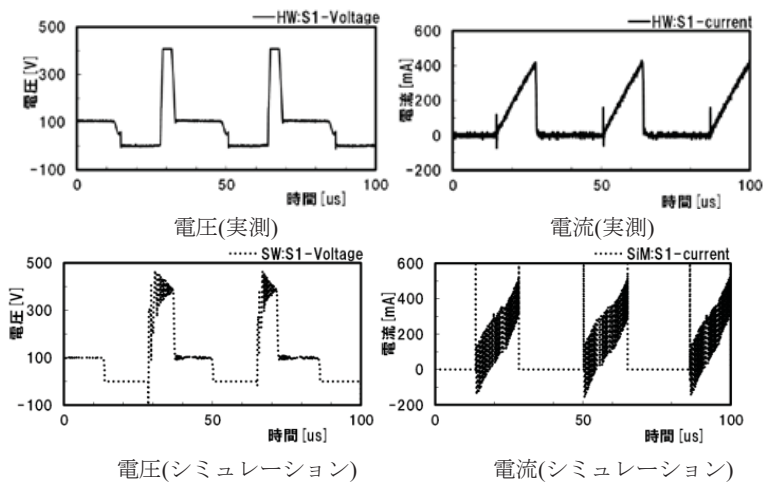 HW:S1-Voltage
電圧[V]
500
300
100
-100
0
50
100
時間[us]
電圧(実測)
HW:S1-current
電流[mA]
600
400
200
0
-200
0
50
100
時間[us]
電流(実測)
SW:S1-Voltage
電圧[V]
500
300
100
-100
0
50
100
時間[us]
電圧(シミュレーション)
SiM:S1-current
電流[mA]
600
400
200
0
-200
0
50
100
時間[us]
電流(シミュレーション)